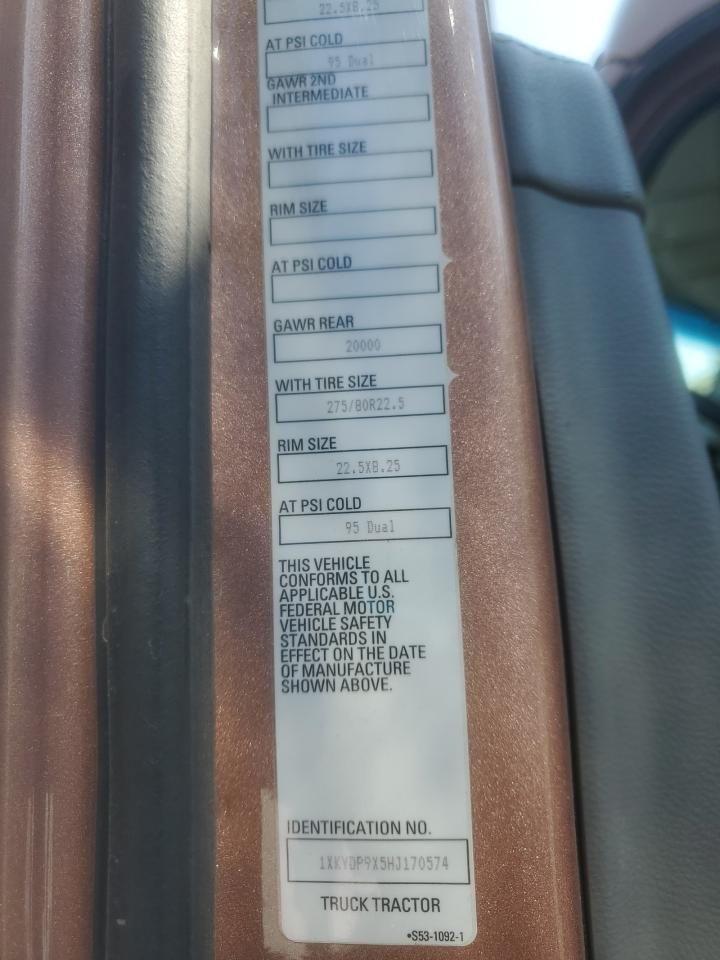 22.5X8.25
AT PSI COLD
95 Dual
GAWR 2ND
INTERMEDIATE
WITH TIRE SIZE
RIM SIZE
AT PSI COLD
GAWR REAR
20000
WITH TIRE SIZE
275/80R22.5
RIM SIZE
22.5X8.25
AT PSI COLD
95 Dual
THIS VEHICLE
CONFORMS TO ALL
APPLICABLE U.S.
FEDERAL MOTOR
VEHICLE SAFETY
STANDARDS IN
EFFECT ON THE DATE
OF MANUFACTURE
SHOWN ABOVE.
IDENTIFICATION NO.
1XKYDP9X5HJ170574
TRUCK TRACTOR
•S53-1092-1